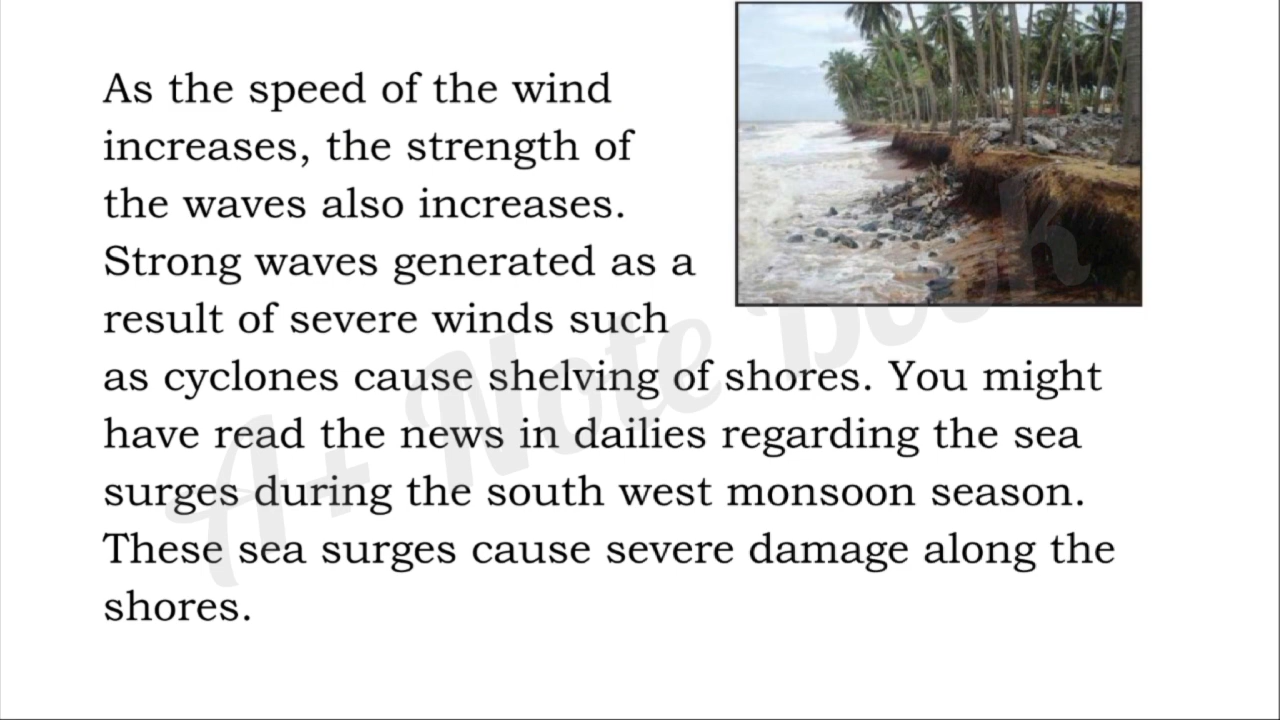 As the speed of the wind
increases, the strength of
the waves also increases.
Strong waves generated as a
result of severe winds such
as cyclones cause shelving of shores. You might
have read the news in dailies regarding the sea
surges during the south west monsoon season.
These sea surges cause severe damage along the
shores.
A+ Note book